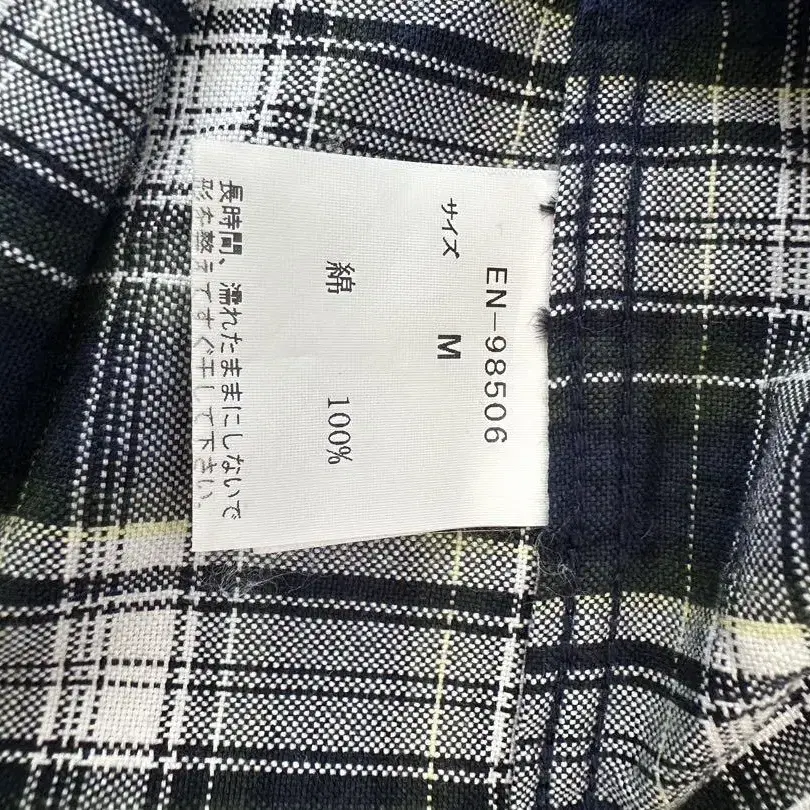 EN-98506
サイズ M
綿 100%
長時間、濡れたままにしないで
形を整えてすぐ干して下さい.